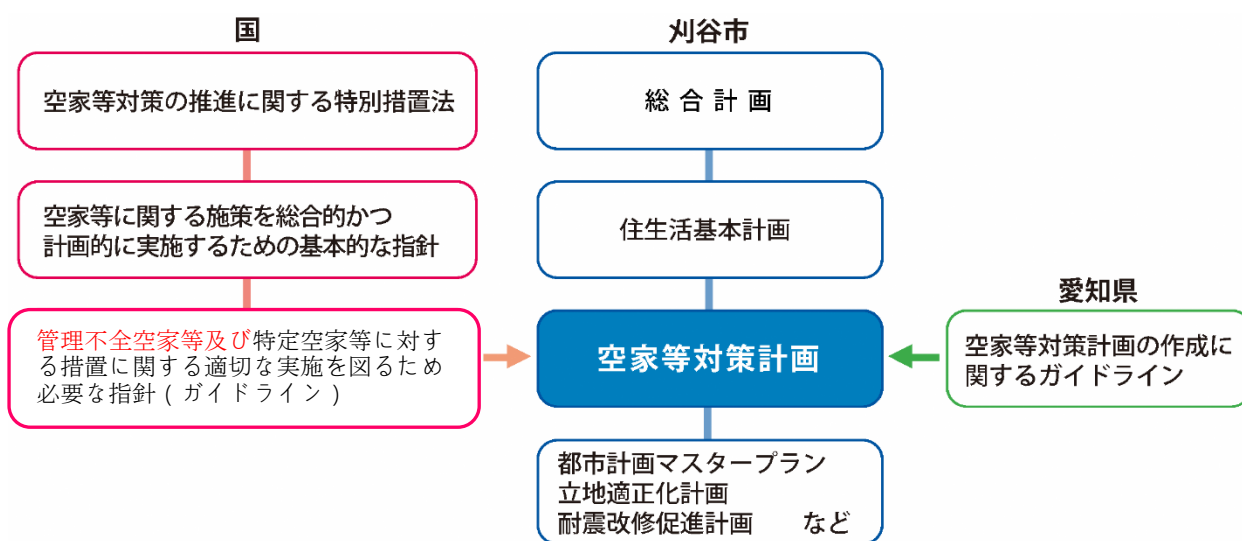 国
空家等対策の推進に関する特別措置法
空家等に関する施策を総合的かつ
計画的に実施するための基本的な指針
管理不全空家等及び特定空家等に対す
る措置に関する適切な実施を図るため
必要な指針(ガイドライン)
刈谷市
総合計画
住生活基本計画
空家等対策計画
都市計画マスタープラン
立地適正化計画
耐震改修促進計画 など
愛知県
空家等対策計画の作成に
関するガイドライン